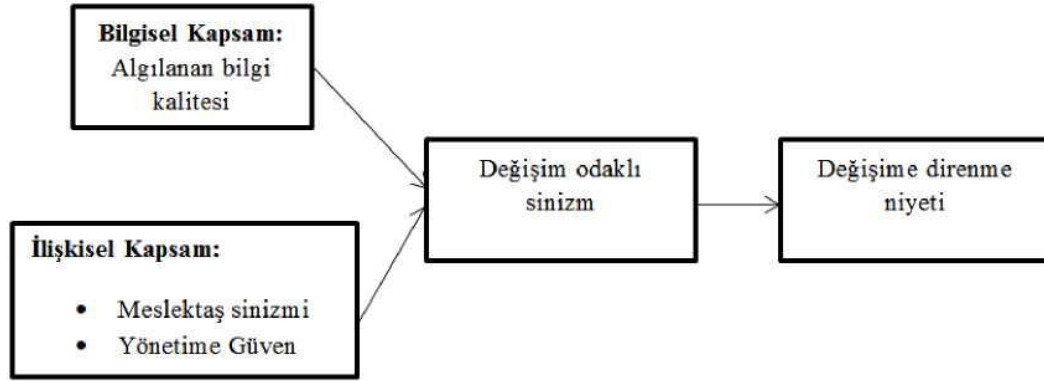 Bilgisel Kapsam:
Algılanan bilgi
kalitesi
İlişkisel Kapsam:
• Meslektaş sinizmi
• Yönetime Güven
Değişim odaklı
sinizm
Değişime direnme
niyeti